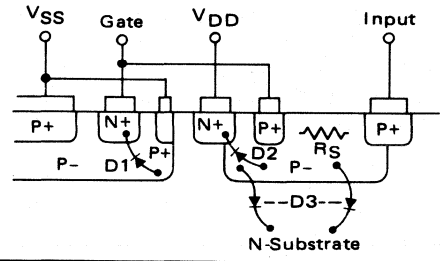 VSS Gate VDD Input
P+ N+ P+ N+ P+ P+
P- D1 D2 RS P-
D3
N-Substrate